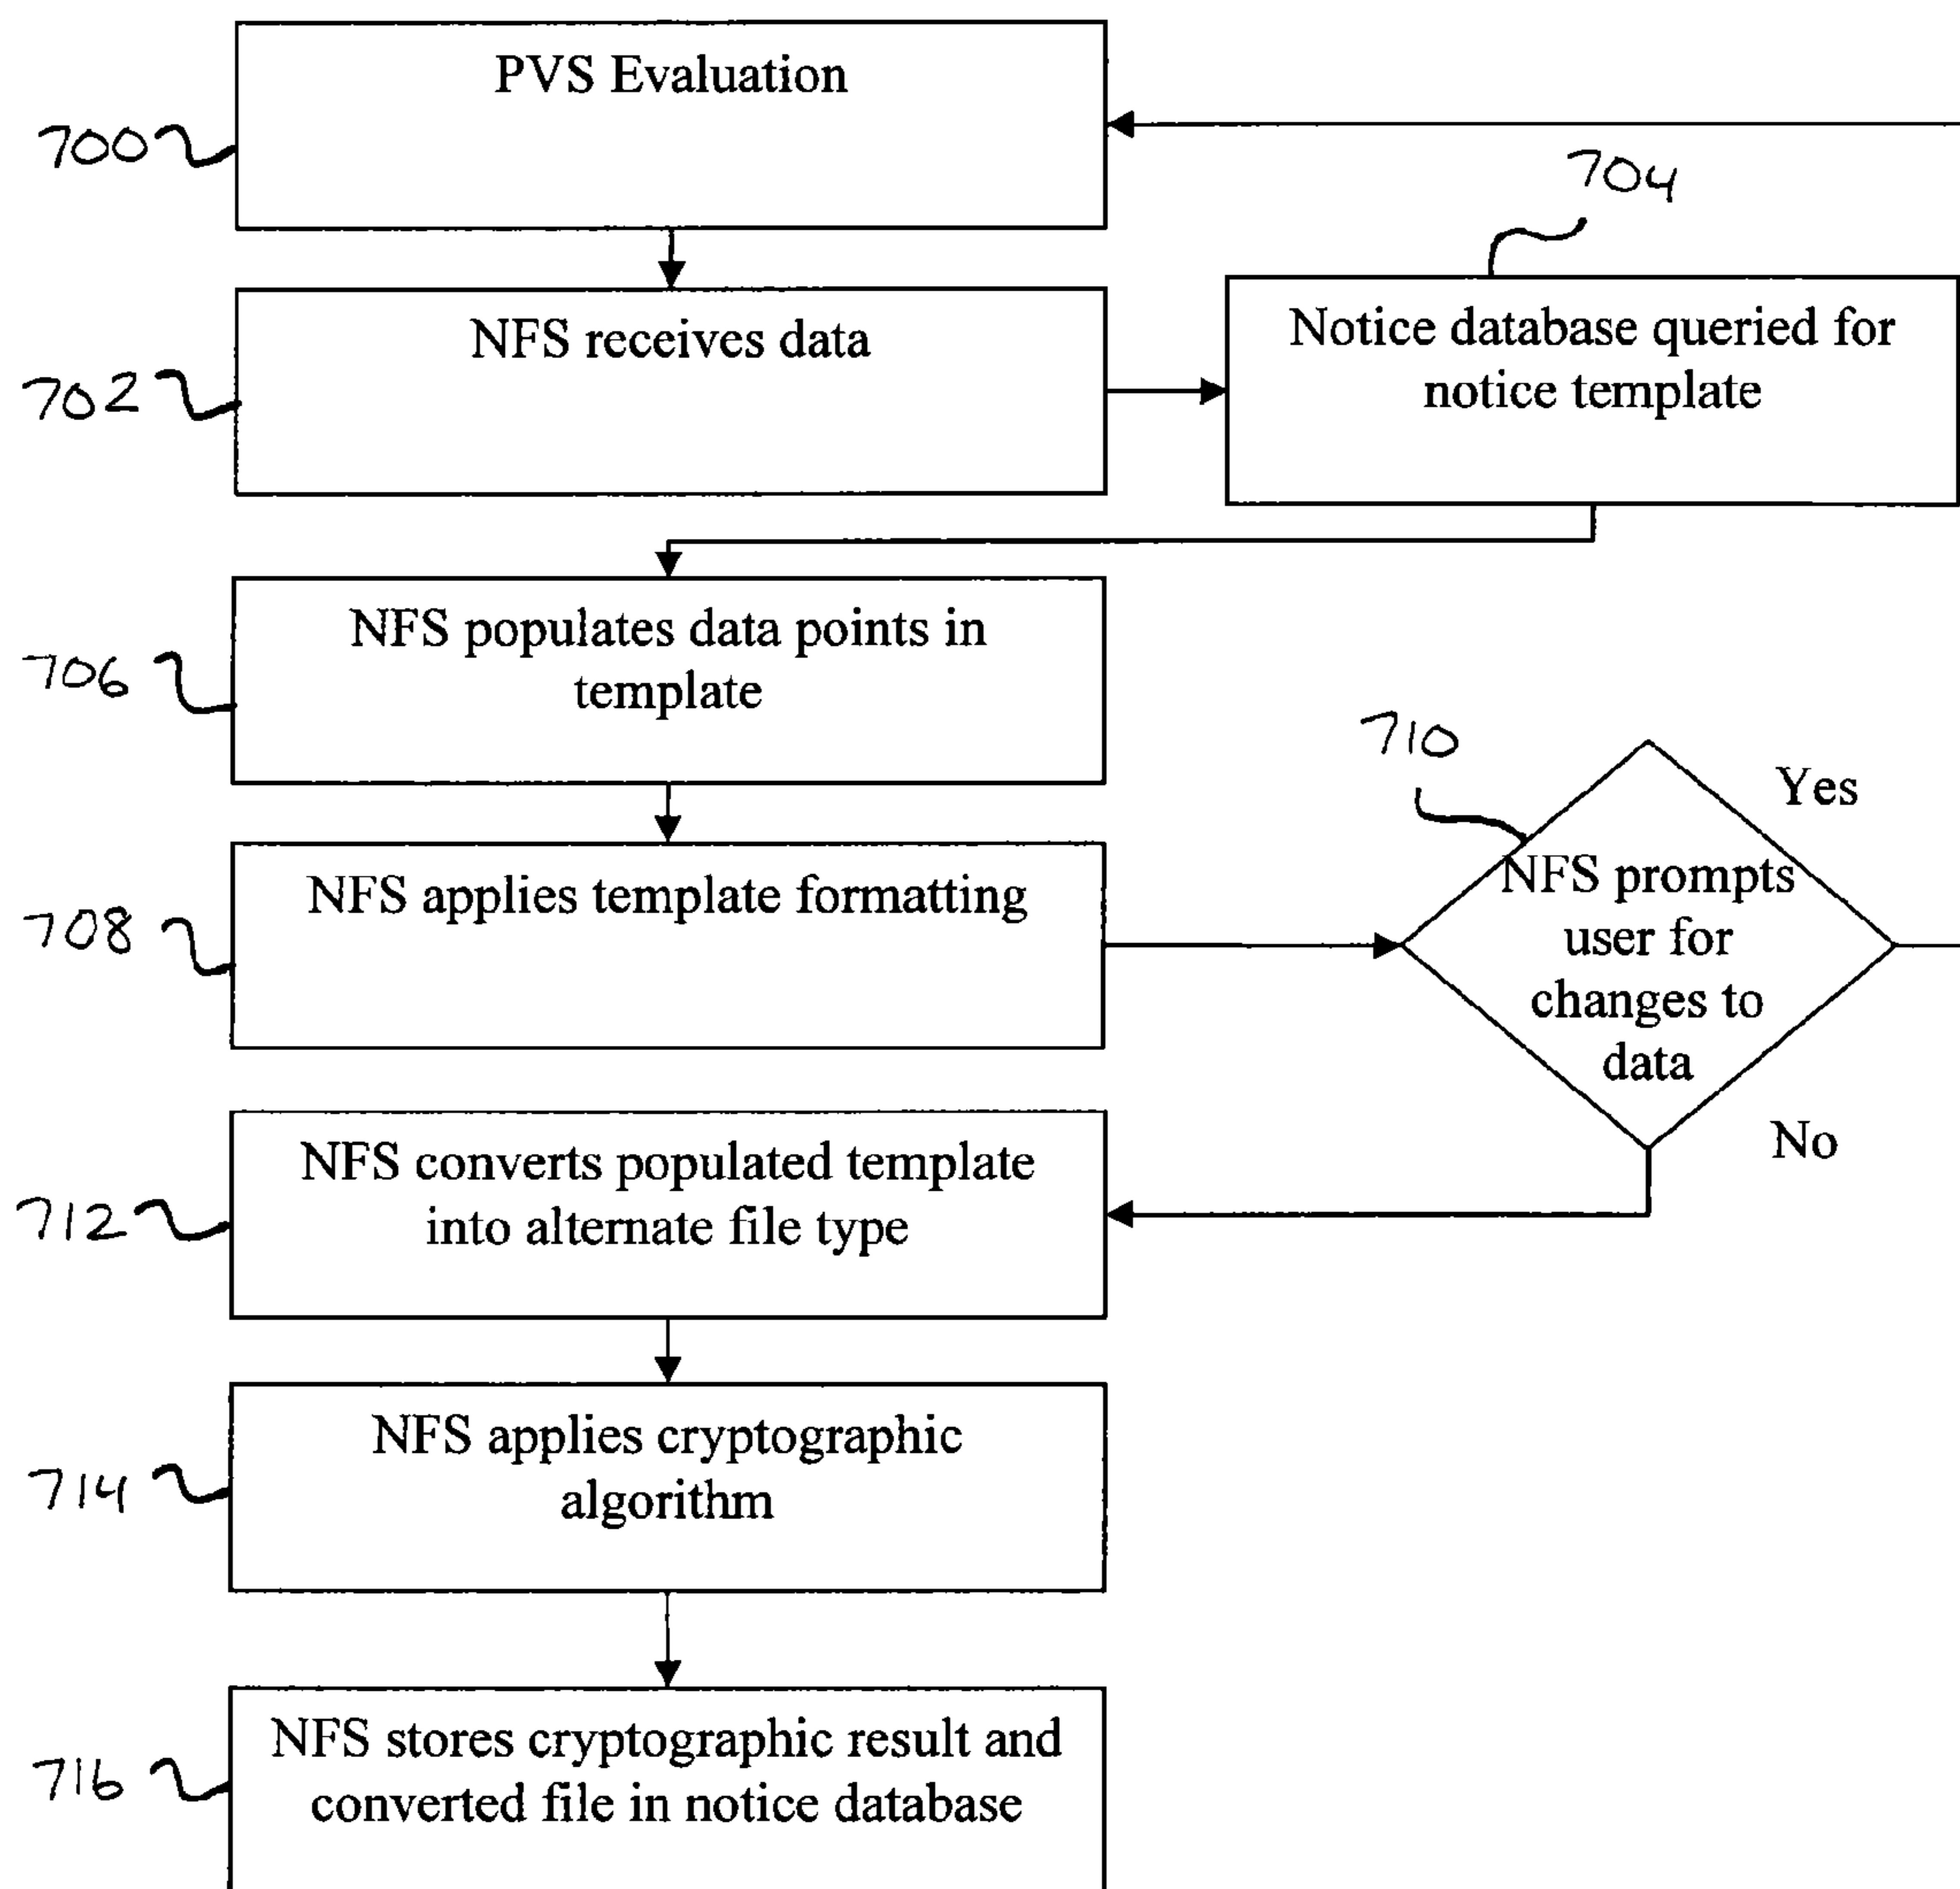 PVS Evaluation
700
704
NFS receives data
702
Notice database queried for
notice template
NFS populates data points in
template
706
710
Yes
NFS applies template formatting
708
NFS prompts
user for
changes to
data
No
NFS converts populated template
into alternate file type
712
NFS applies cryptographic
algorithm
714
NFS stores cryptographic result and
converted file in notice database
716